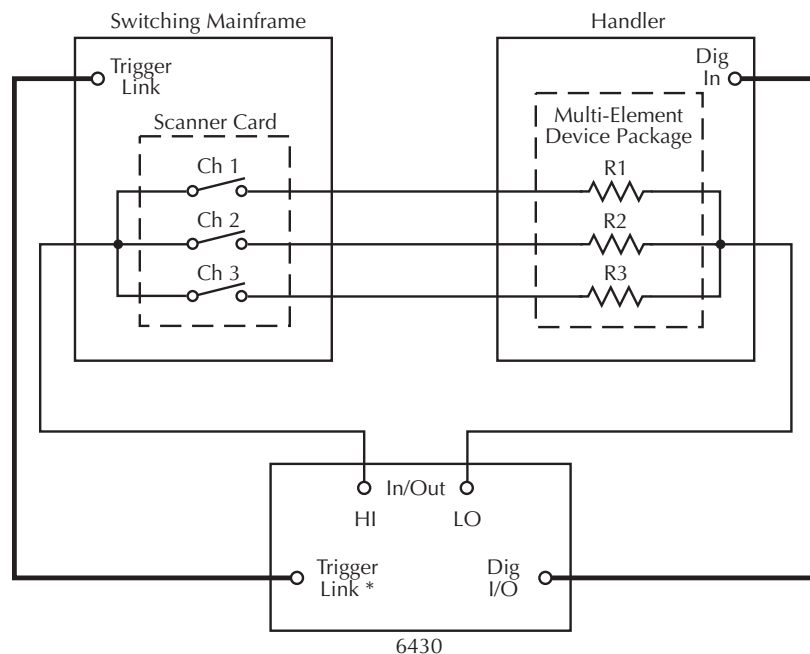 Switching Mainframe
Handler
Trigger
Link
Dig
In
Scanner Card
Multi-Element
Device Package
Ch 1
R1
Ch 2
R2
Ch 3
R3
In/Out
HI
LO
Trigger
Link *
Dig
I/O
6430